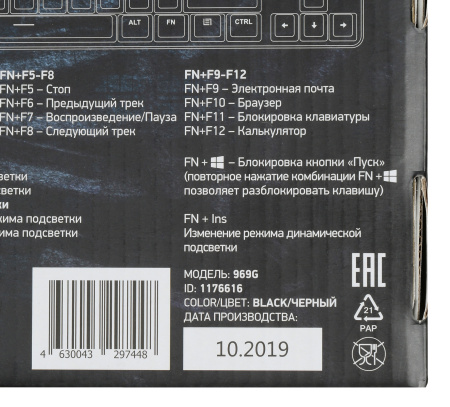 ALT FN CTRL
FN+F5-F8
FN+F5 – Стоп
FN+F6 – Предыдущий трек
FN+F7 – Воспроизведение/Пауза
FN+F8 – Следующий трек
FN+F9-F12
FN+F9 – Электронная почта
FN+F10 – Браузер
FN+F11 – Блокировка клавиатуры
FN+F12 – Калькулятор
FN + – Блокировка кнопки «Пуск»
(повторное нажатие комбинации FN +
позволяет разблокировать клавишу)
FN + Ins
Изменение режима динамической
подсветки
подсветки
подсветки
МОДЕЛЬ: 969G
ID: 1176616
COLOR/ЦВЕТ: BLACK/ЧЕРНЫЙ
ДАТА ПРОИЗВОДСТВА:
10.2019
4 630043 297448
EAC
21
PAP